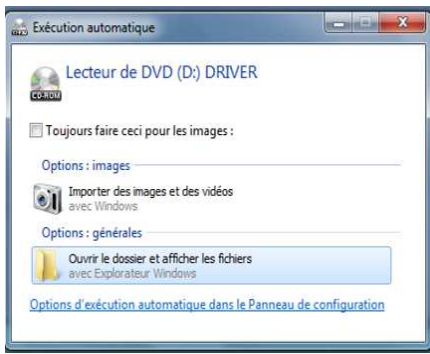 Exécution automatique
Lecteur de DVD (D:) DRIVER
CD-ROM
Toujours faire ceci pour les images :
Options : images
Importer des images et des vidéos
avec Windows
Options : générales
Ouvrir le dossier et afficher les fichiers
avec Explorateur Windows
Options d'exécution automatique dans le Panneau de configuration